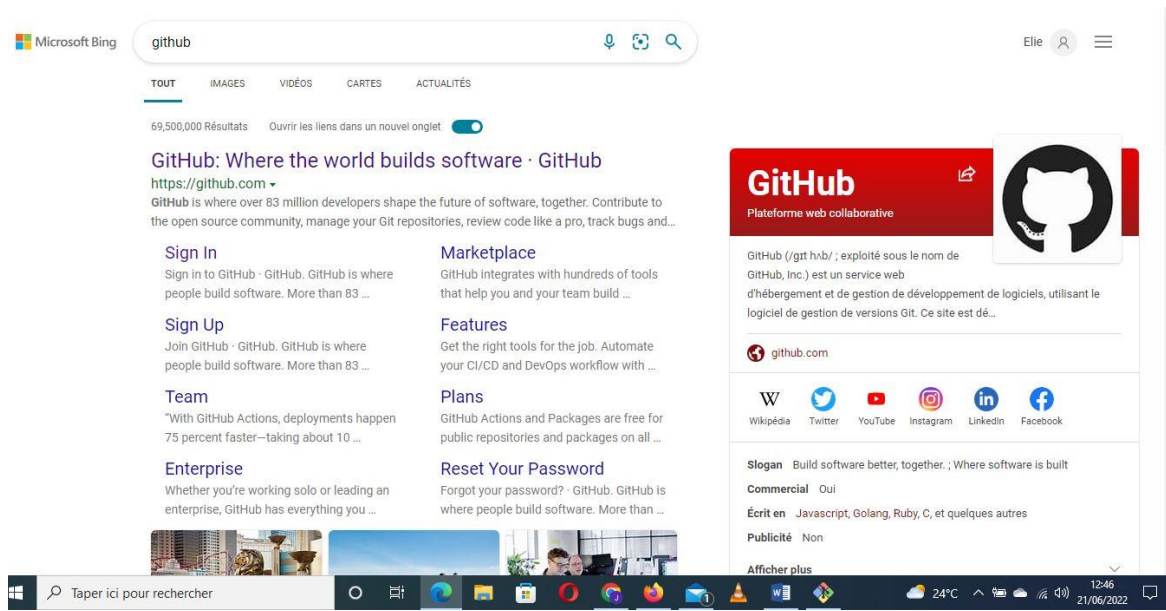 Microsoft Bing
github
Elie
TOUT IMAGES VIDÉOS CARTES ACTUALITÉS
69,500,000 Résultats Ouvrir les liens dans un nouvel onglet
GitHub: Where the world builds software · GitHub
https://github.com
GitHub is where over 83 million developers shape the future of software, together. Contribute to
the open source community, manage your Git repositories, review code like a pro, track bugs and...
Sign In
Sign in to GitHub · GitHub. GitHub is where
people build software. More than 83 ...
Marketplace
GitHub integrates with hundreds of tools
that help you and your team build ...
Sign Up
Join GitHub · GitHub. GitHub is where
people build software. More than 83 ...
Features
Get the right tools for the job. Automate
your CI/CD and DevOps workflow with ...
Team
"With GitHub Actions, deployments happen
75 percent faster—taking about 10 ...
Plans
GitHub Actions and Packages are free for
public repositories and packages on all ...
Enterprise
Whether you're working solo or leading an
enterprise, GitHub has everything you ...
Reset Your Password
Forgot your password? · GitHub. GitHub is
where people build software. More than ...
GitHub
Plateforme web collaborative
GitHub (/gɪt hʌb/ ; exploité sous le nom de
GitHub, Inc.) est un service web
d'hébergement et de gestion de développement de logiciels, utilisant le
logiciel de gestion de versions Git. Ce site est dé...
github.com
W
Wikipédia Twitter YouTube Instagram LinkedIn Facebook
Slogan Build software better, together. ; Where software is built
Commercial Oui
Écrit en Javascript, Golang, Ruby, C, et quelques autres
Publicité Non
Afficher plus
Taper ici pour rechercher
24°C
12:46
21/06/2022